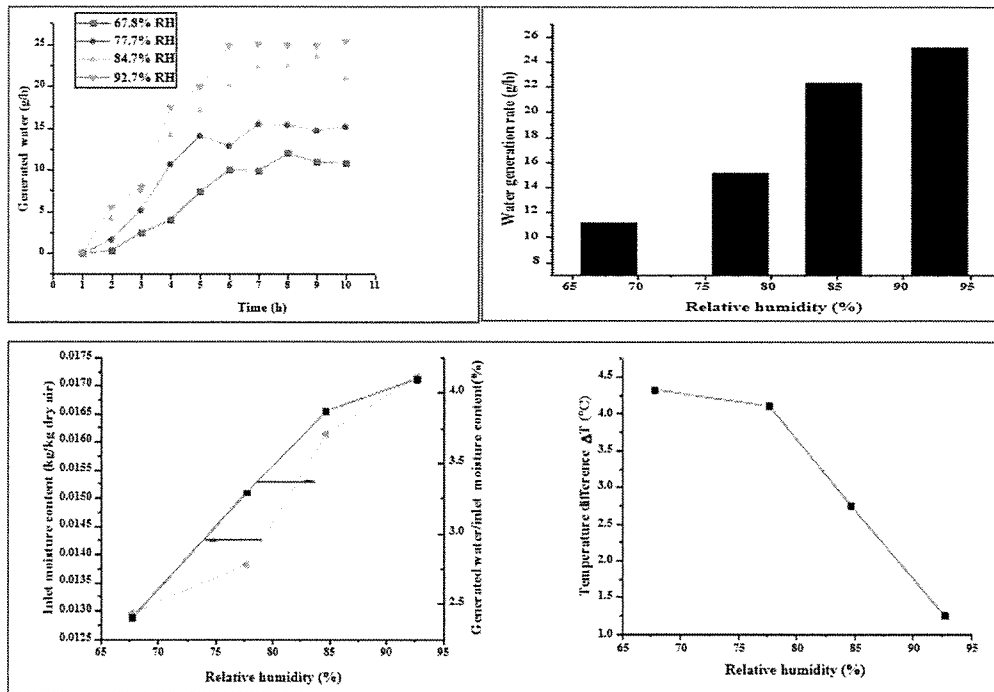 67.8% RH
77.7% RH
84.7% RH
92.7% RH
Generated water (g/h)
25
20
15
10
5
0
0 1 2 3 4 5 6 7 8 9 10 11
Time (h)
Water generation rate (g/h)
26
24
22
20
18
16
14
12
11
8
65 70 75 80 85 90 95
Relative humidity (%)
Inlet moisture content (kg/kg dry air)
0.0175
0.0170
0.0165
0.0160
0.0155
0.0150
0.0145
0.0140
0.0135
0.0130
0.0125
65 70 75 80 85 90 95
Relative humidity (%)
4.0
3.5
3.0
2.5
Generated water/inlet moisture content(%)
Temperature difference ΔT (°C)
4.5
4.0
3.5
3.0
2.5
2.0
1.5
1.0
65 70 75 80 85 90 95
Relative humidity (%)